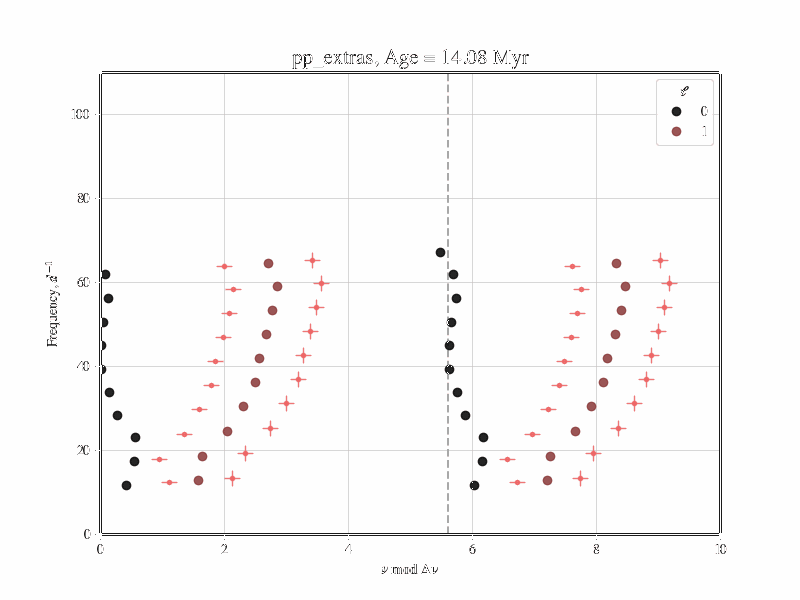 pp_extras, Age = 14.08 Myr
ℓ
0
1
100
80
60
40
20
0
Frequency, d⁻¹
0 2 4 6 8 10
ν mod Δν